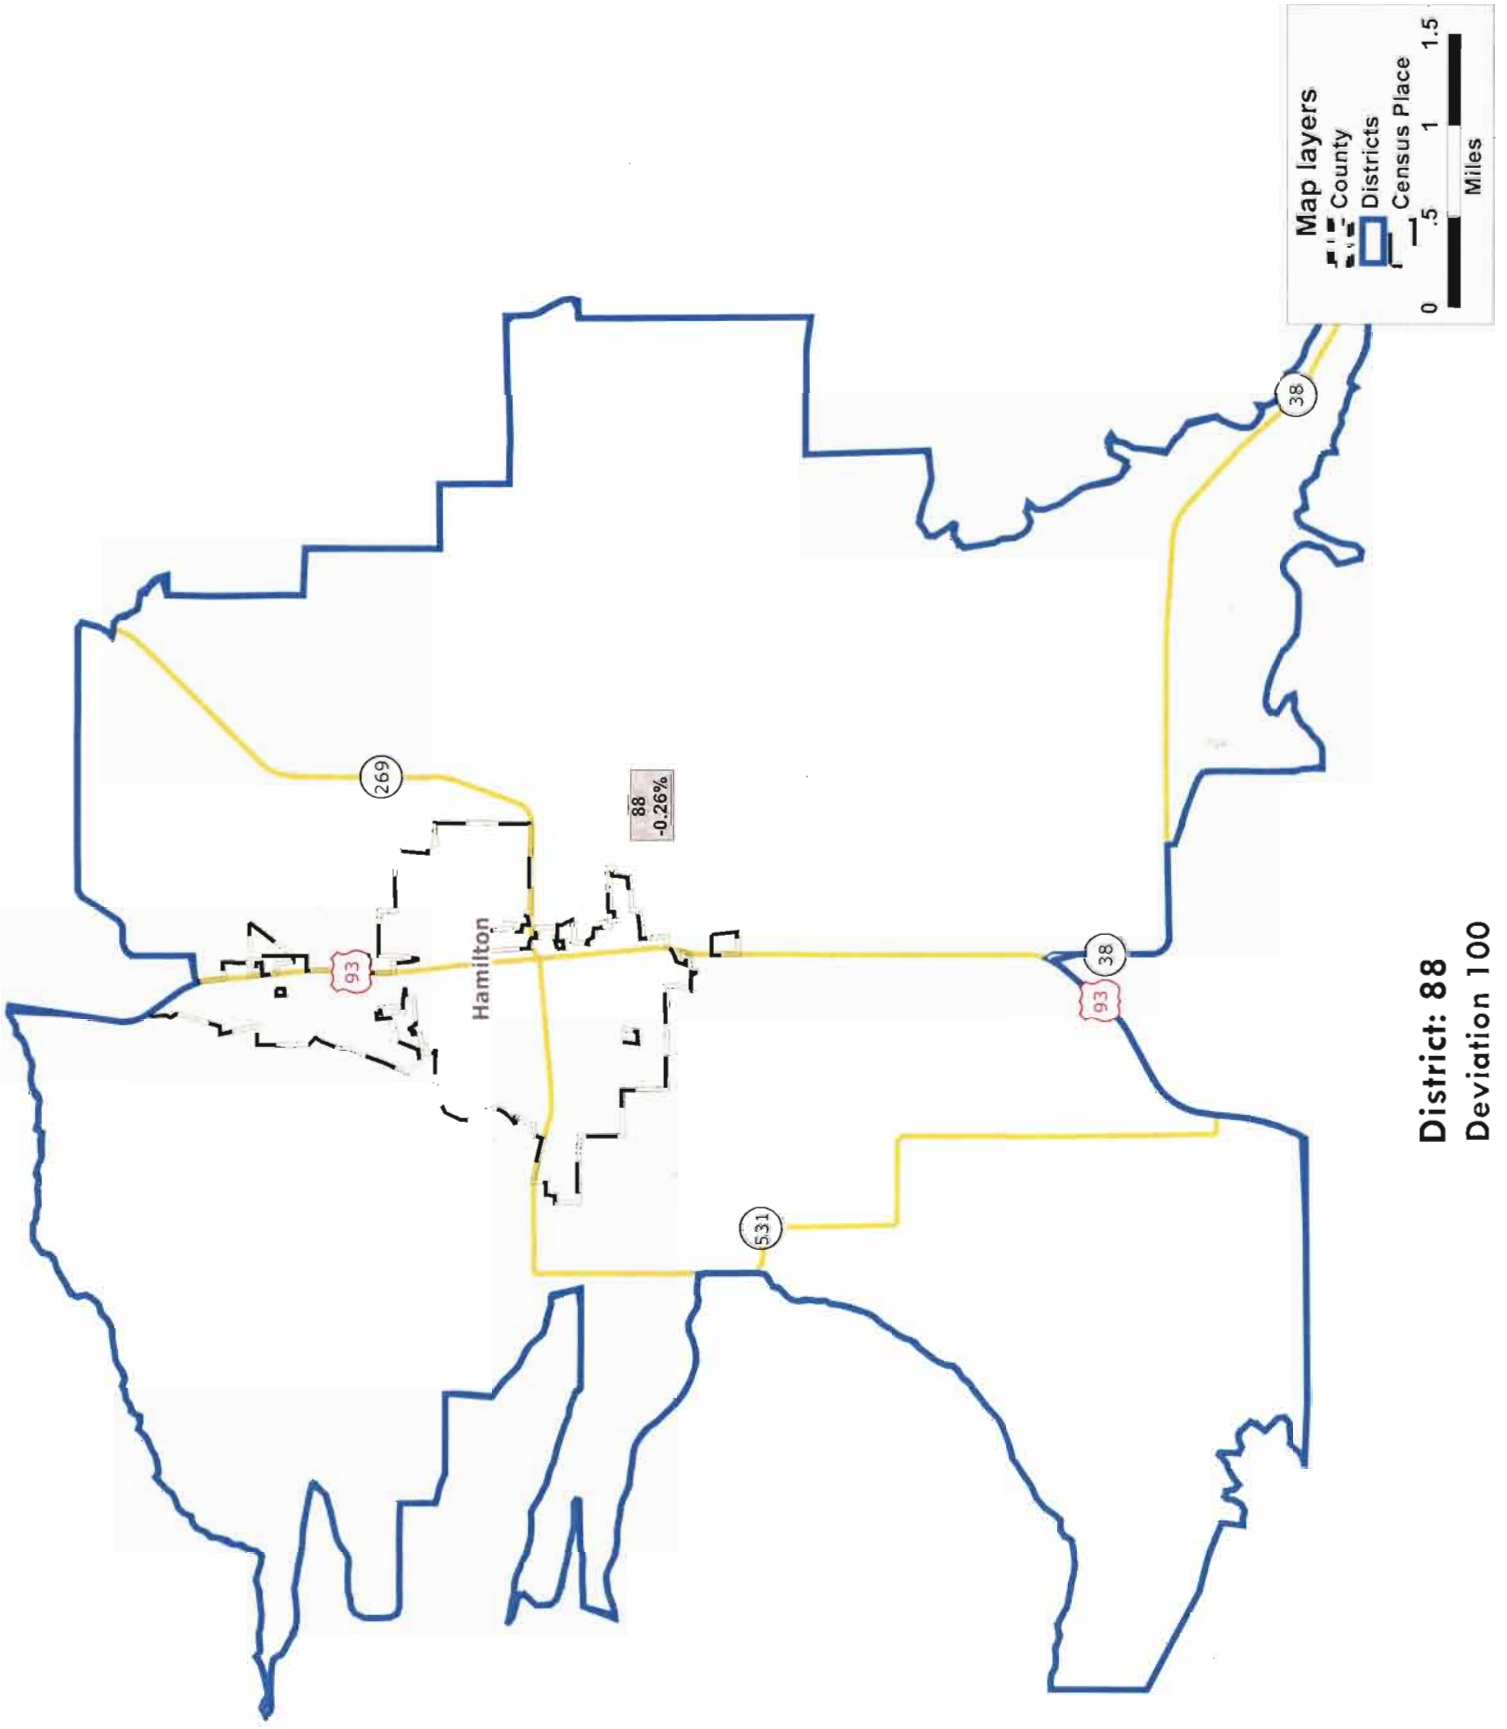 269
93
Hamilton
88
-0.26%
531
38
93
38
Map layers
County
Districts
Census Place
0 .5 1 1.5
Miles
District: 88
Deviation 100